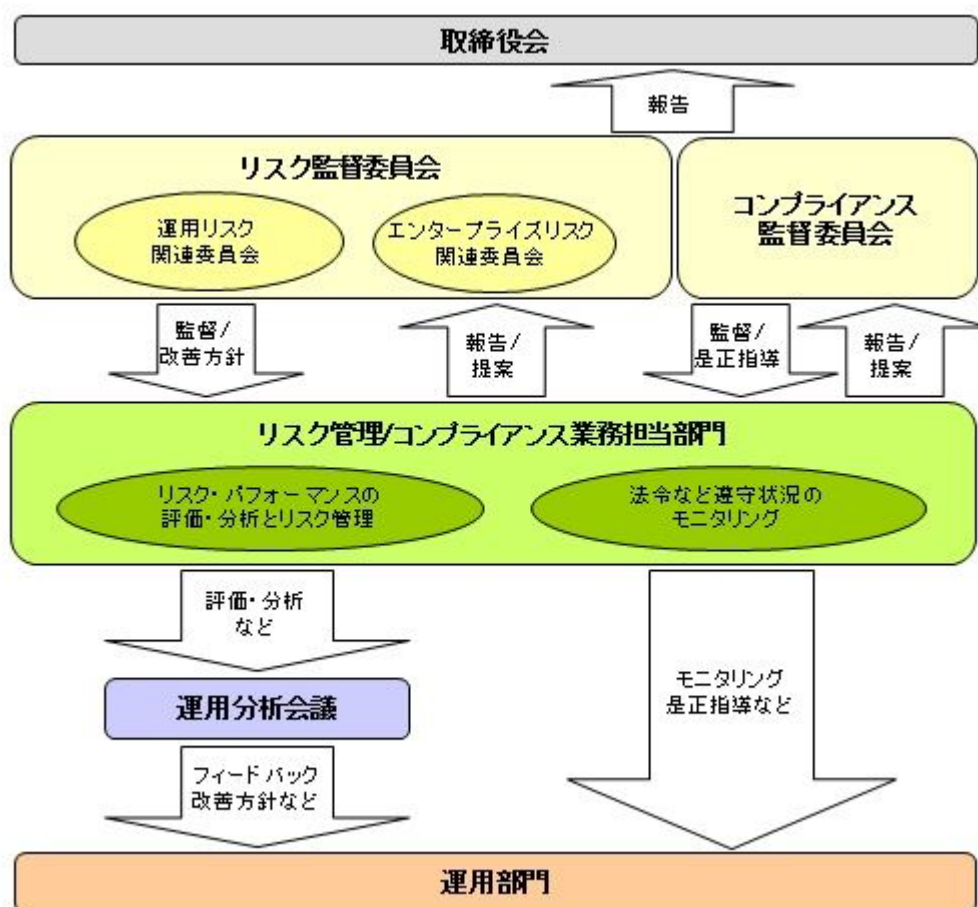 取締役会
報告
リスク監督委員会
運用リスク
関連委員会
エンタープライズリスク
関連委員会
コンプライアンス
監督委員会
監督/
改善方針
報告/
提案
監督/
是正指導
報告/
提案
リスク管理/コンプライアンス業務担当部門
リスク・パフォーマンスの
評価・分析とリスク管理
法令など遵守状況の
モニタリング
評価・分析
など
運用分析会議
モニタリング
是正指導など
フィードバック
改善方針など
運用部門